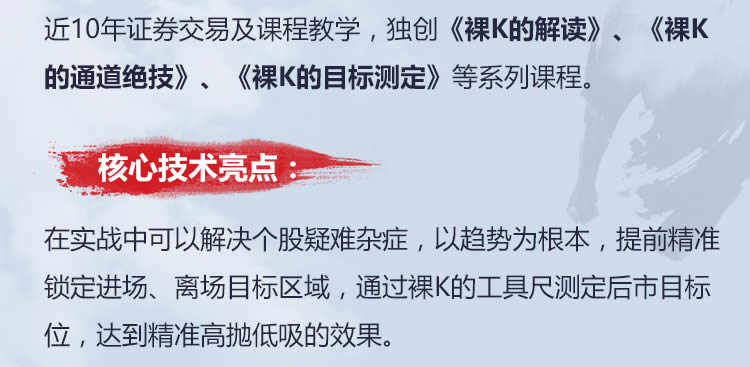 近10年证券交易及课程教学，独创《裸K的解读》、《裸K
的通道绝技》、《裸K的目标测定》等系列课程。
核心技术亮点：
在实战中可以解决个股疑难杂症，以趋势为根本，提前精准
锁定进场、离场目标区域，通过裸K的工具尺测定后市目标
位，达到精准高抛低吸的效果。